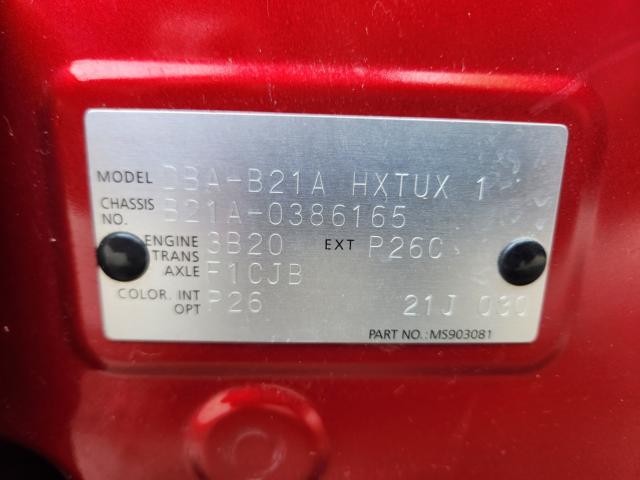 MODEL DBA-B21A HXTUX 1
CHASSIS NO. B21A-0386165
ENGINE 3B20 EXT P26C
TRANS AXLE F1CJB
COLOR. INT OPT P26 21J 030
PART NO.: MS903081